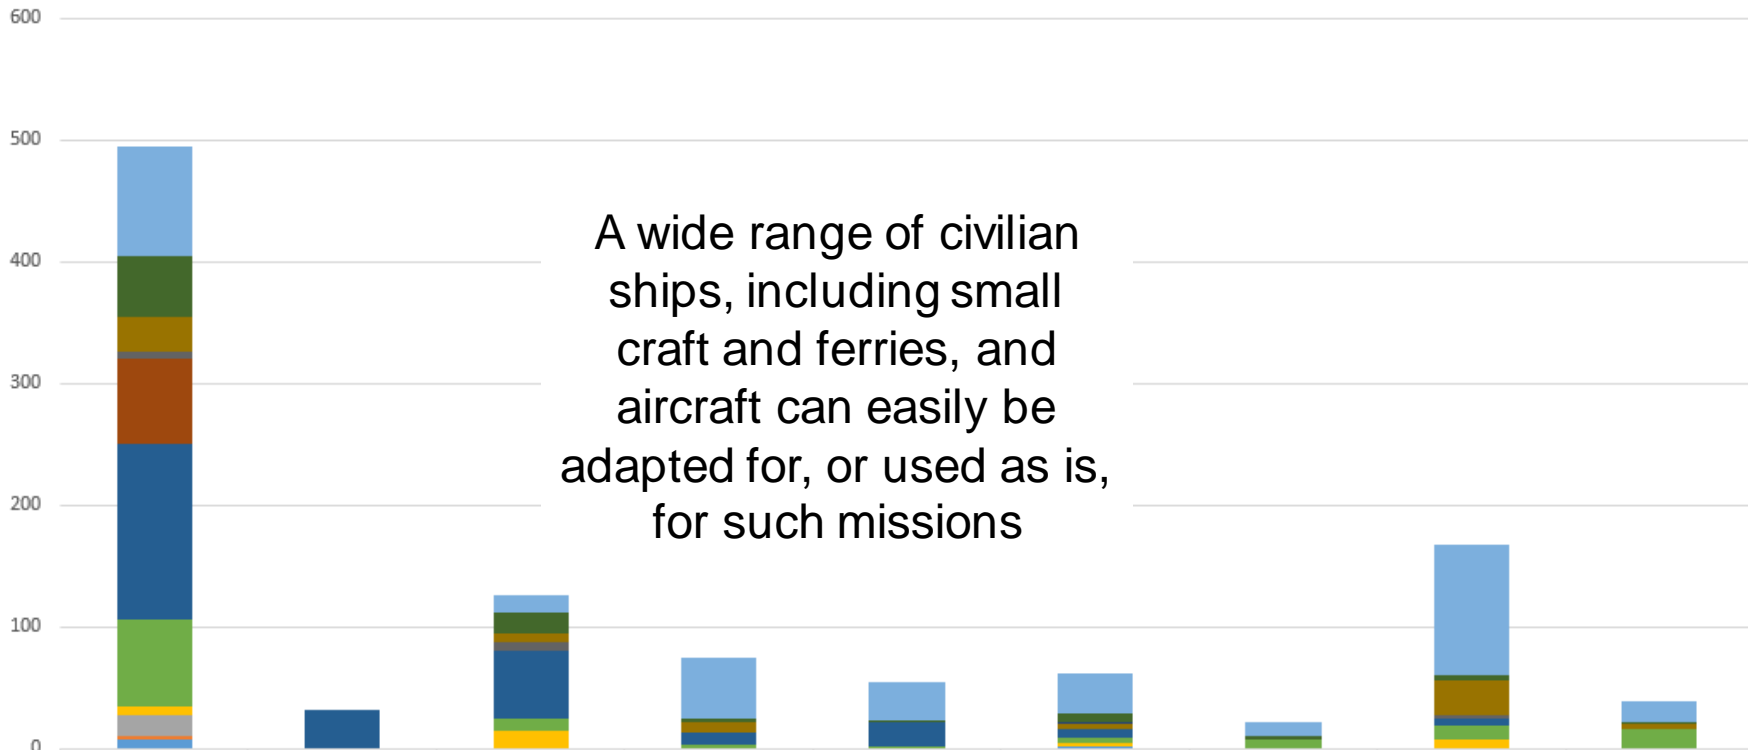 600
500
400
300
200
100
0
A wide range of civilian
ships, including small
craft and ferries, and
aircraft can easily be
adapted for, or used as is,
for such missions